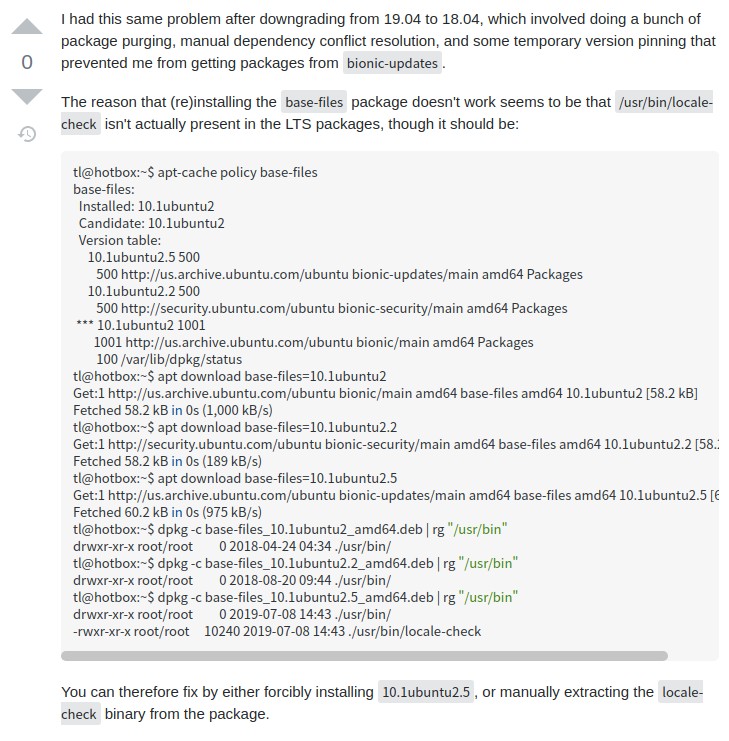 I had this same problem after downgrading from 19.04 to 18.04, which involved doing a bunch of
package purging, manual dependency conflict resolution, and some temporary version pinning that
0
prevented me from getting packages from bionic-updates.
The reason that (re)installing the base-files package doesn't work seems to be that /usr/bin/locale-
check isn't actually present in the LTS packages, though it should be:
tl@hotbox:~$ apt-cache policy base-files
base-files:
  Installed: 10.1ubuntu2
  Candidate: 10.1ubuntu2
  Version table:
     10.1ubuntu2.5 500
        500 http://us.archive.ubuntu.com/ubuntu bionic-updates/main amd64 Packages
     10.1ubuntu2.2 500
        500 http://security.ubuntu.com/ubuntu bionic-security/main amd64 Packages
 *** 10.1ubuntu2 1001
       1001 http://us.archive.ubuntu.com/ubuntu bionic/main amd64 Packages
        100 /var/lib/dpkg/status
tl@hotbox:~$ apt download base-files=10.1ubuntu2
Get:1 http://us.archive.ubuntu.com/ubuntu bionic/main amd64 base-files amd64 10.1ubuntu2 [58.2 kB]
Fetched 58.2 kB in 0s (1,000 kB/s)
tl@hotbox:~$ apt download base-files=10.1ubuntu2.2
Get:1 http://security.ubuntu.com/ubuntu bionic-security/main amd64 base-files amd64 10.1ubuntu2.2 [58.
Fetched 58.2 kB in 0s (189 kB/s)
tl@hotbox:~$ apt download base-files=10.1ubuntu2.5
Get:1 http://us.archive.ubuntu.com/ubuntu bionic-updates/main amd64 base-files amd64 10.1ubuntu2.5 [6
Fetched 60.2 kB in 0s (975 kB/s)
tl@hotbox:~$ dpkg -c base-files_10.1ubuntu2_amd64.deb | rg "/usr/bin"
drwxr-xr-x root/root         0 2018-04-24 04:34 ./usr/bin/
tl@hotbox:~$ dpkg -c base-files_10.1ubuntu2.2_amd64.deb | rg "/usr/bin"
drwxr-xr-x root/root         0 2018-08-20 09:44 ./usr/bin/
tl@hotbox:~$ dpkg -c base-files_10.1ubuntu2.5_amd64.deb | rg "/usr/bin"
drwxr-xr-x root/root         0 2019-07-08 14:43 ./usr/bin/
-rwxr-xr-x root/root     10240 2019-07-08 14:43 ./usr/bin/locale-check
You can therefore fix by either forcibly installing 10.1ubuntu2.5, or manually extracting the locale-
check binary from the package.